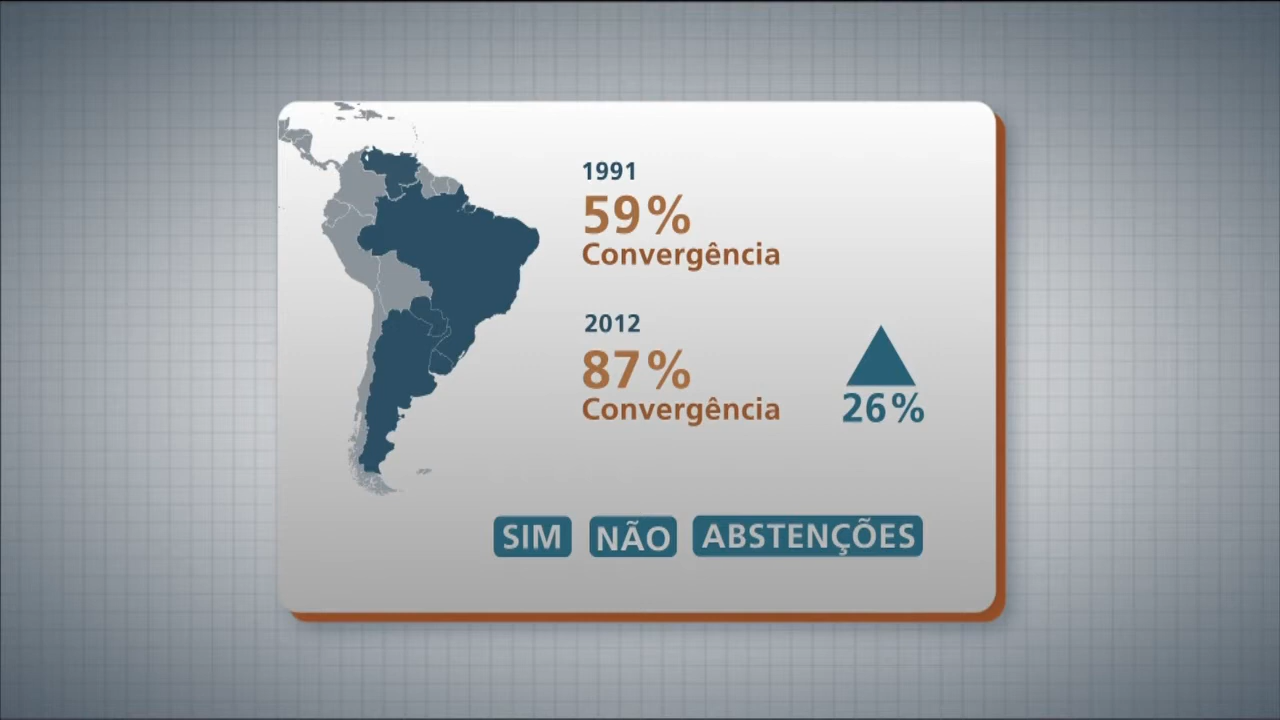 1991
59%
Convergência
2012
87%
Convergência
26%
SIM NÃO ABSTENÇÕES